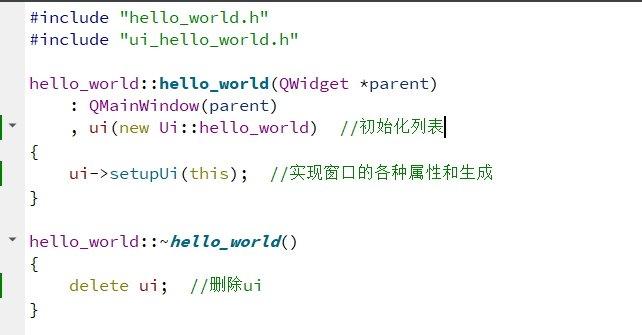 #include "hello_world.h"
#include "ui_hello_world.h"
hello_world::hello_world(QWidget *parent)
: QMainWindow(parent)
, ui(new Ui::hello_world)  //初始化列表
{
ui->setupUi(this);  //实现窗口的各种属性和生成
}
hello_world::~hello_world()
{
delete ui;  //删除ui
}